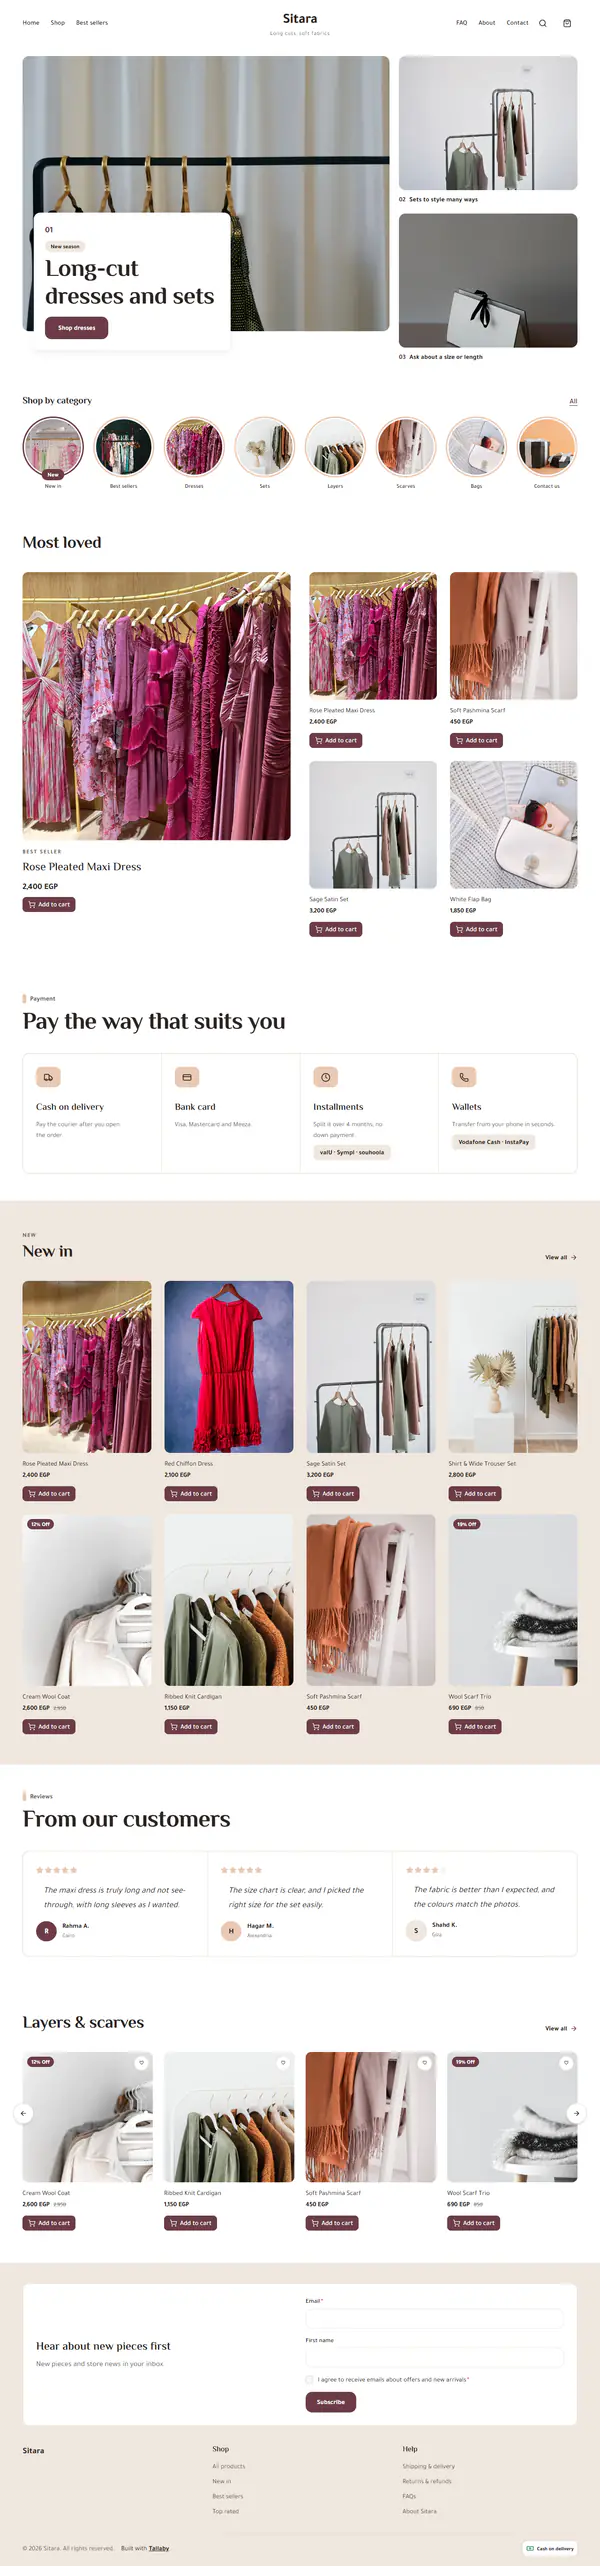 Home Shop Best sellers
Sitara
Long cuts, soft fabrics
FAQ About Contact
01
New season
Long-cut
dresses and sets
Shop dresses
02 Sets to style many ways
03 Ask about a size or length
Shop by category
All
New
New in
Best sellers
Dresses
Sets
Layers
Scarves
Bags
Contact us
Most loved
BEST SELLER
Rose Pleated Maxi Dress
2,400 EGP
Add to cart
Rose Pleated Maxi Dress
2,400 EGP
Add to cart
Soft Pashmina Scarf
450 EGP
Add to cart
Sage Satin Set
3,200 EGP
Add to cart
White Flap Bag
1,850 EGP
Add to cart
Payment
Pay the way that suits you
Cash on delivery
Pay the courier after you open
the order
Bank card
Visa, Mastercard and Meeza.
Installments
Split it over 4 months, no
down payment
valU · Sympl · souhoola
Wallets
Transfer from your phone in seconds.
Vodafone Cash · InstaPay
NEW
New in
View all
Rose Pleated Maxi Dress
2,400 EGP
Add to cart
Red Chiffon Dress
2,100 EGP
Add to cart
Sage Satin Set
3,200 EGP
Add to cart
Shirt & Wide Trouser Set
2,800 EGP
Add to cart
12% Off
Cream Wool Coat
2,600 EGP 2,950
Add to cart
Ribbed Knit Cardigan
1,150 EGP
Add to cart
Soft Pashmina Scarf
450 EGP
Add to cart
19% Off
Wool Scarf Trio
690 EGP 850
Add to cart
Reviews
From our customers
The maxi dress is truly long and not see-
through, with long sleeves as I wanted.
R
Rahma A.
Cairo
The size chart is clear, and I picked the
right size for the set easily.
H
Hagar M.
Alexandria
The fabric is better than I expected, and
the colours match the photos.
S
Shahd K.
Giza
Layers & scarves
View all
12% Off
Cream Wool Coat
2,600 EGP 2,950
Add to cart
Ribbed Knit Cardigan
1,150 EGP
Add to cart
Soft Pashmina Scarf
450 EGP
Add to cart
19% Off
Wool Scarf Trio
690 EGP 850
Add to cart
Hear about new pieces first
New pieces and store news in your inbox
Email*
First name
I agree to receive emails about offers and new arrivals*
Subscribe
Sitara
Shop
All products
New in
Best sellers
Top rated
Help
Shipping & delivery
Returns & refunds
FAQs
About Sitara
© 2026 Sitara. All rights reserved. Built with Tallaby
Cash on delivery